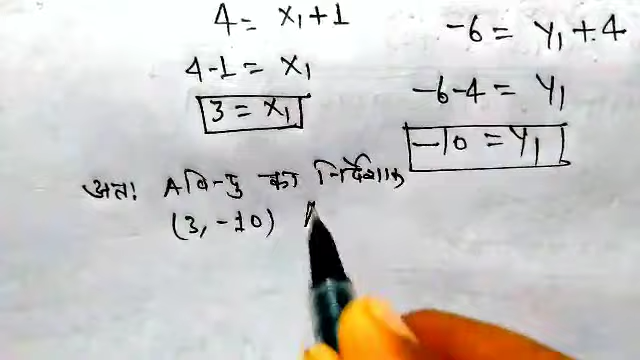 4 = x₁ + 1
4 - 1 = x₁
3 = x₁
-6 = y₁ + 4
-6 - 4 = y₁
-10 = y₁
अतः A बिन्दु का निर्देशांक
(3, -10)